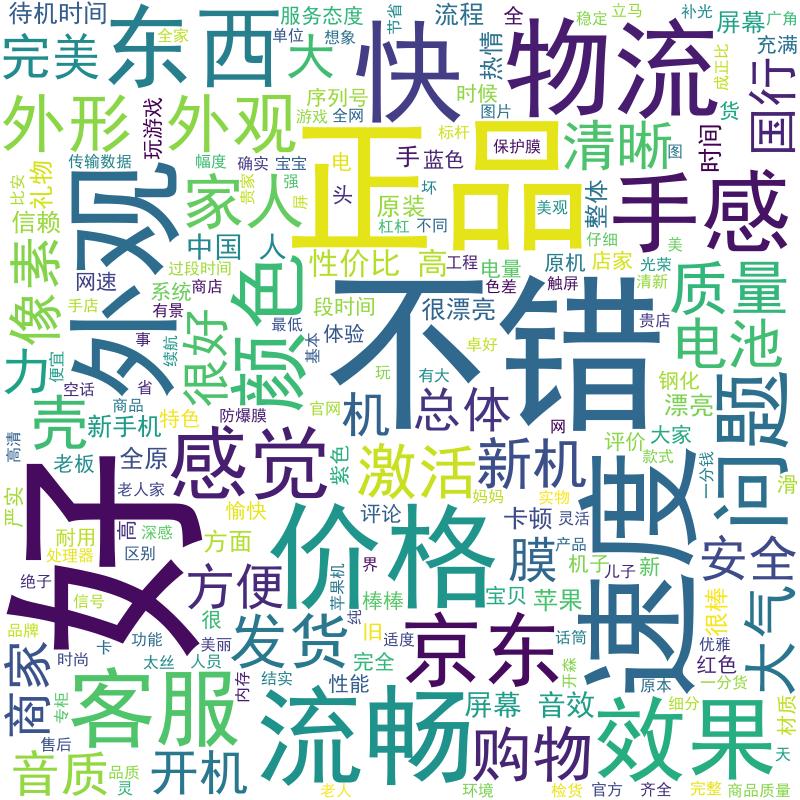 待机时间
全家
单位
想象
服务态度
节省
流程
全
稳定
立马
补光
屏幕
广角
完美
东西
大
快
热情
物流
成正比
充满
外形
外观
序列号
时候
货
国行
玩游戏
游戏
全网
图片
标杆
保护膜
清晰
图
时间
传输数据
幅度
确实
宝宝
正品
电
手
蓝色
礼物
比安
外观
家人
贵家
强
屏
头
原装
坏
美观
整体
手感
信赖
杠杠
不同
仔细
美
像素
中国
人
性价比
高
工程
电量
原机
店家
光荣
质量
网速
过段时间
颜色
系统
商店
段时间
很漂亮
色差
触屏
清新
手店
有景
最低
不错
贵店
电池
力
事
续航
很好
基本
体验
卓好
便宜
空话
省
玩
有大
钢化
漂亮
问题
壳
商品
特色
防爆膜
官网
机
总体
网
新手机
评价
大家
高清
老板
全原
感觉
紫色
激活
新机
款式
一分钱
严实
好
老人家
妈妈
实物
滑
耐用
高
深感
愉快
价格
评论
卡顿
灵活
速度
处理器
区别
方面
膜
产品
安全
绝子
方便
界
机子
儿子
新
信号
苹果机
棒棒
宝贝
苹果
大气
品牌
很
纯
旧
很棒
卡
功能
美丽
发货
适度
京东
话筒
优雅
商家
时尚
太丝
人员
完全
开森
红色
专柜
客服
内存
结实
性能
流畅
屏幕
音效
原本
一分货
效果
细分
材质
售后
购物
天
音质
品质
灵
开机
老人
环境
检货
官方
齐全
完整
商品质量